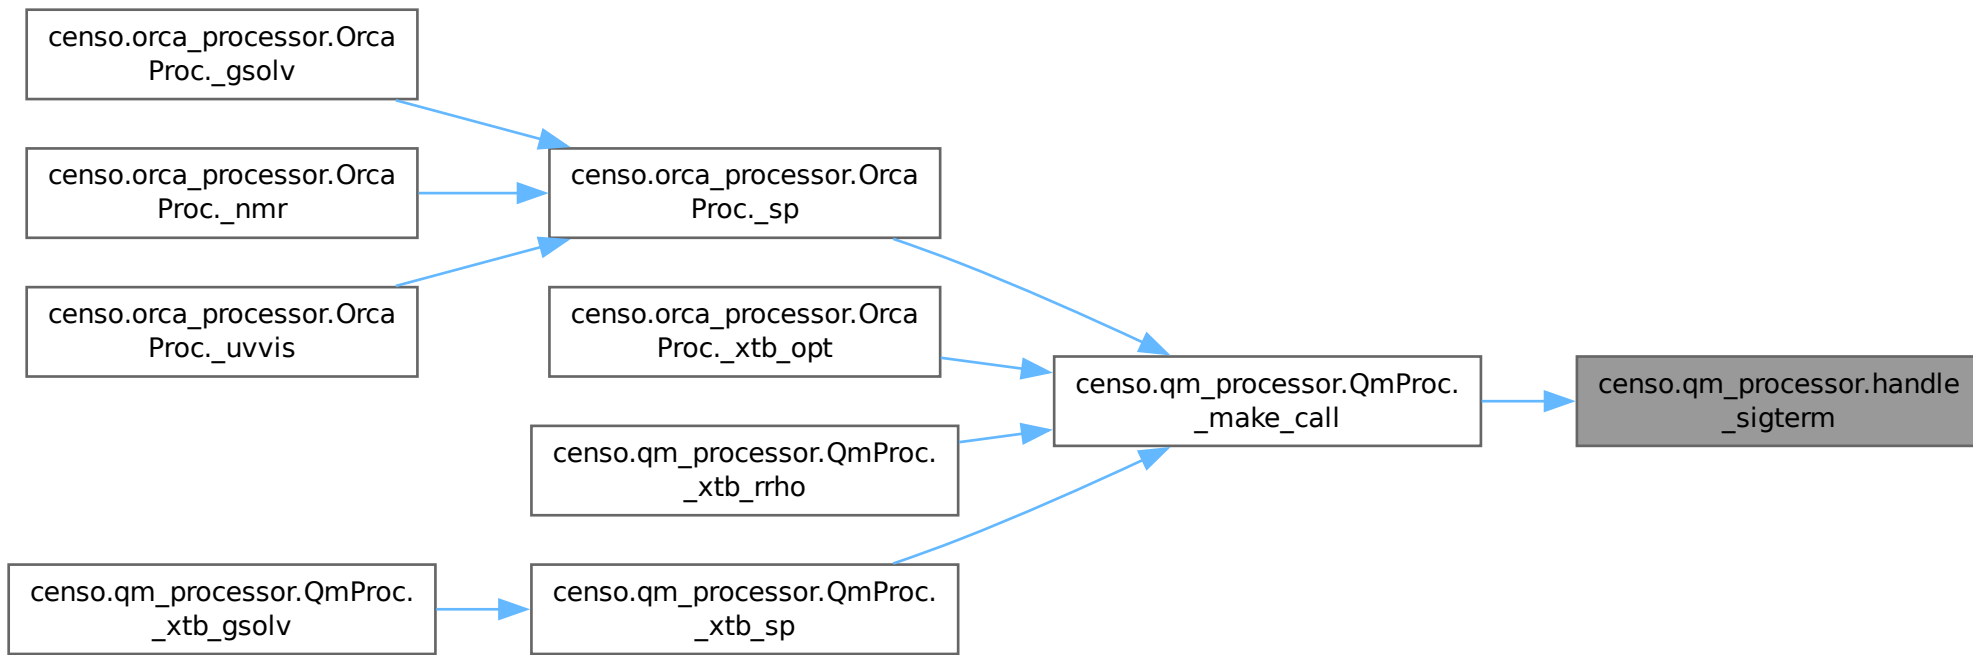 censo.orca_processor.Orca
Proc._gsolv
censo.orca_processor.Orca
Proc._nmr
censo.orca_processor.Orca
Proc._uvvis
censo.orca_processor.Orca
Proc._sp
censo.orca_processor.Orca
Proc._xtb_opt
censo.qm_processor.QmProc.
_xtb_rrho
censo.qm_processor.QmProc.
_xtb_gsolv
censo.qm_processor.QmProc.
_xtb_sp
censo.qm_processor.QmProc.
_make_call
censo.qm_processor.handle
_sigterm